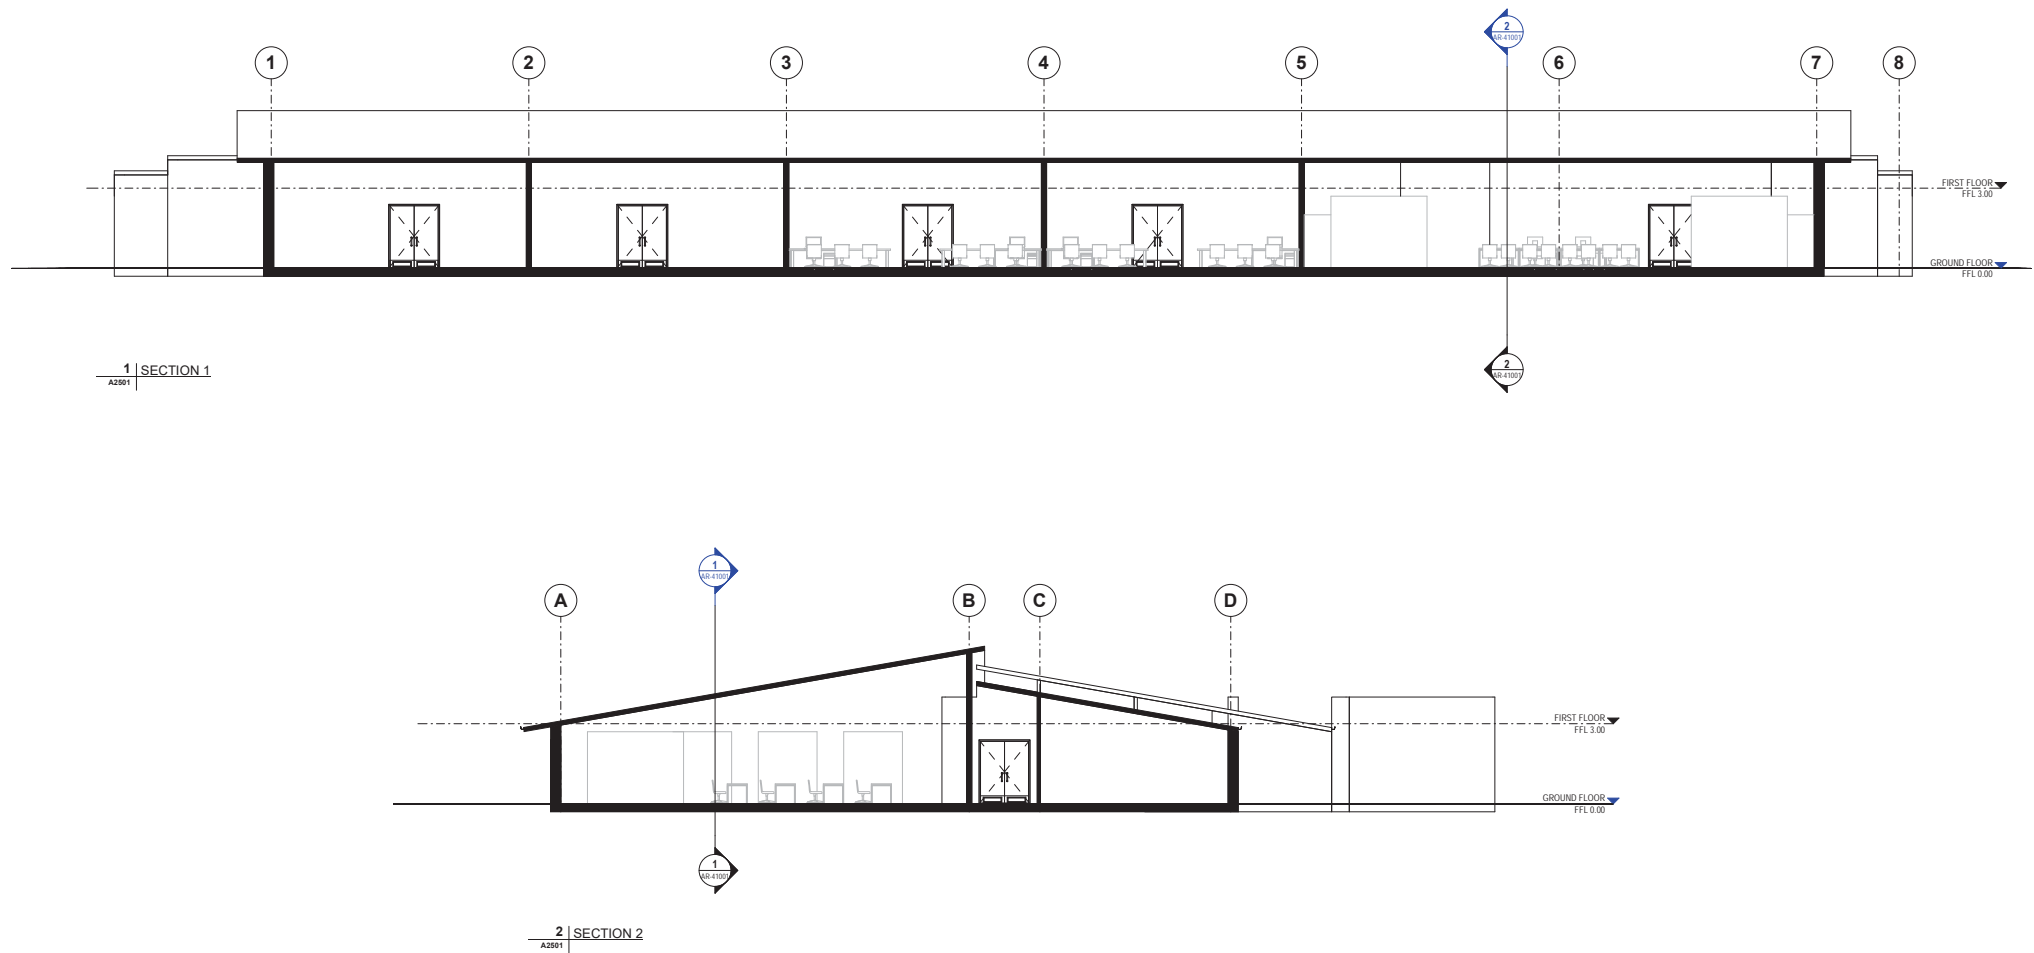 2
AR-41001
1 2 3 4 5 6 7 8
FIRST FLOOR
FFL 3.00
GROUND FLOOR
FFL 0.00
2
AR-41001
1 SECTION 1
A2501
1
AR-41001
A B C D
FIRST FLOOR
FFL 3.00
GROUND FLOOR
FFL 0.00
1
AR-41001
2 SECTION 2
A2501